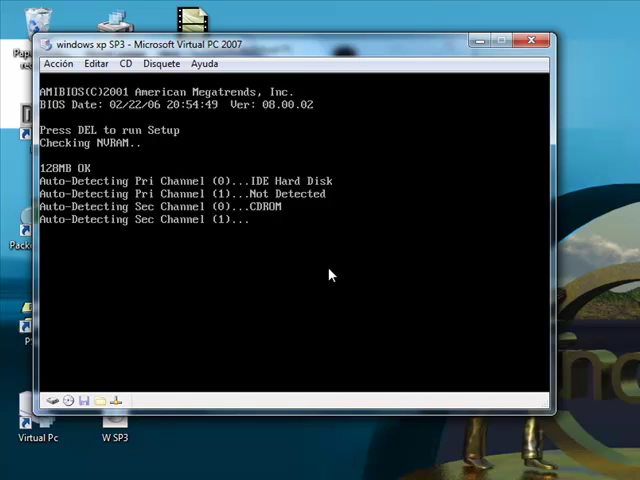 windows xp SP3 - Microsoft Virtual PC 2007
Acción Editar CD Disquete Ayuda
AMIBIOS(C)2001 American Megatrends, Inc.
BIOS Date: 02/22/06 20:54:49 Ver: 08.00.02
Press DEL to run Setup
Checking NVRAM..
128MB OK
Auto-Detecting Pri Channel (0)...IDE Hard Disk
Auto-Detecting Pri Channel (1)...Not Detected
Auto-Detecting Sec Channel (0)...CDROM
Auto-Detecting Sec Channel (1)...
Virtual Pc
W SP3